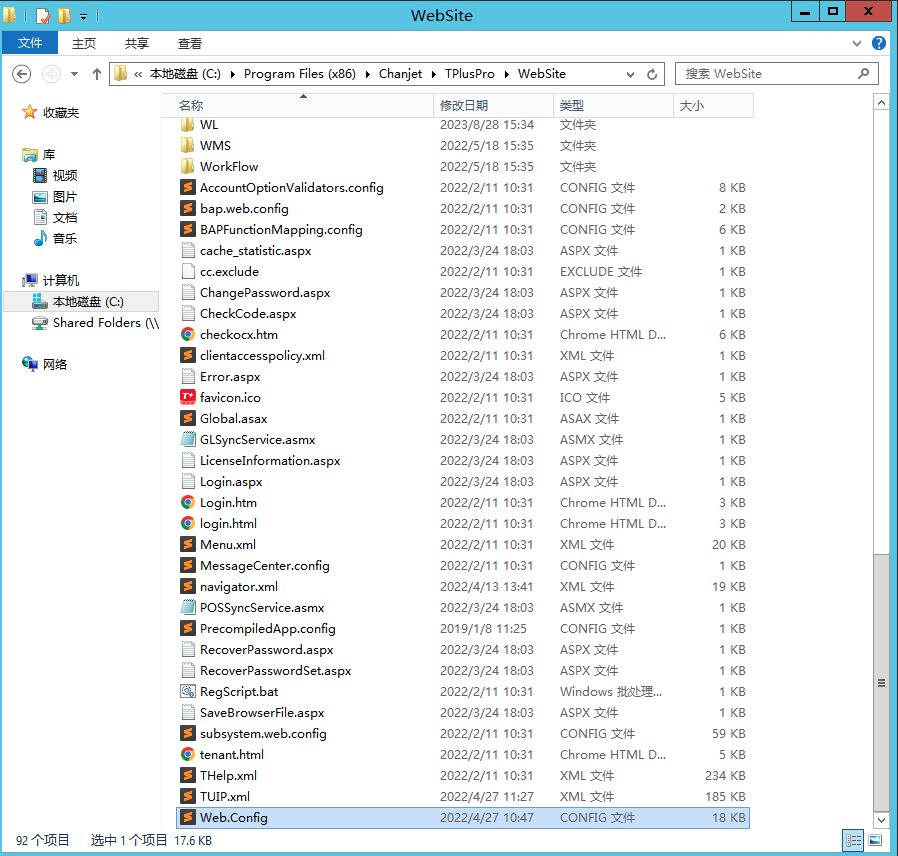 WebSite
文件 主页 共享 查看
« 本地磁盘 (C:) Program Files (x86) Chanjet TPlusPro WebSite 搜索 WebSite
收藏夹
库
视频
图片
文档
音乐
计算机
本地磁盘 (C:)
Shared Folders (\\
网络
名称 修改日期 类型 大小
WL 2023/8/28 15:34 文件夹
WMS 2022/5/18 15:35 文件夹
WorkFlow 2022/5/18 15:35 文件夹
AccountOptionValidators.config 2022/2/11 10:31 CONFIG 文件 8 KB
bap.web.config 2022/2/11 10:31 CONFIG 文件 2 KB
BAPFunctionMapping.config 2022/2/11 10:31 CONFIG 文件 6 KB
cache_statistic.aspx 2022/3/24 18:03 ASPX 文件 1 KB
cc.exclude 2022/2/11 10:31 EXCLUDE 文件 1 KB
ChangePassword.aspx 2022/3/24 18:03 ASPX 文件 1 KB
CheckCode.aspx 2022/3/24 18:03 ASPX 文件 1 KB
checkocx.htm 2022/2/11 10:31 Chrome HTML D... 6 KB
clientaccesspolicy.xml 2022/2/11 10:31 XML 文件 1 KB
Error.aspx 2022/3/24 18:03 ASPX 文件 1 KB
favicon.ico 2022/2/11 10:31 ICO 文件 5 KB
Global.asax 2022/2/11 10:31 ASAX 文件 1 KB
GLSyncService.asmx 2022/3/24 18:03 ASMX 文件 1 KB
LicenseInformation.aspx 2022/3/24 18:03 ASPX 文件 1 KB
Login.aspx 2022/3/24 18:03 ASPX 文件 1 KB
Login.htm 2022/2/11 10:31 Chrome HTML D... 3 KB
login.html 2022/2/11 10:31 Chrome HTML D... 3 KB
Menu.xml 2022/2/11 10:31 XML 文件 20 KB
MessageCenter.config 2022/2/11 10:31 CONFIG 文件 1 KB
navigator.xml 2022/4/13 13:41 XML 文件 19 KB
POSSyncService.asmx 2022/3/24 18:03 ASMX 文件 1 KB
PrecompiledApp.config 2019/1/8 11:25 CONFIG 文件 1 KB
RecoverPassword.aspx 2022/3/24 18:03 ASPX 文件 1 KB
RecoverPasswordSet.aspx 2022/3/24 18:03 ASPX 文件 1 KB
RegScript.bat 2022/2/11 10:31 Windows 批处理... 1 KB
SaveBrowserFile.aspx 2022/3/24 18:03 ASPX 文件 1 KB
subsystem.web.config 2022/2/11 10:31 CONFIG 文件 59 KB
tenant.html 2022/2/11 10:31 Chrome HTML D... 5 KB
THelp.xml 2022/2/11 10:31 XML 文件 234 KB
TUIP.xml 2022/4/27 11:27 XML 文件 185 KB
Web.Config 2022/4/27 10:47 CONFIG 文件 18 KB
92 个项目 选中 1 个项目 17.6 KB